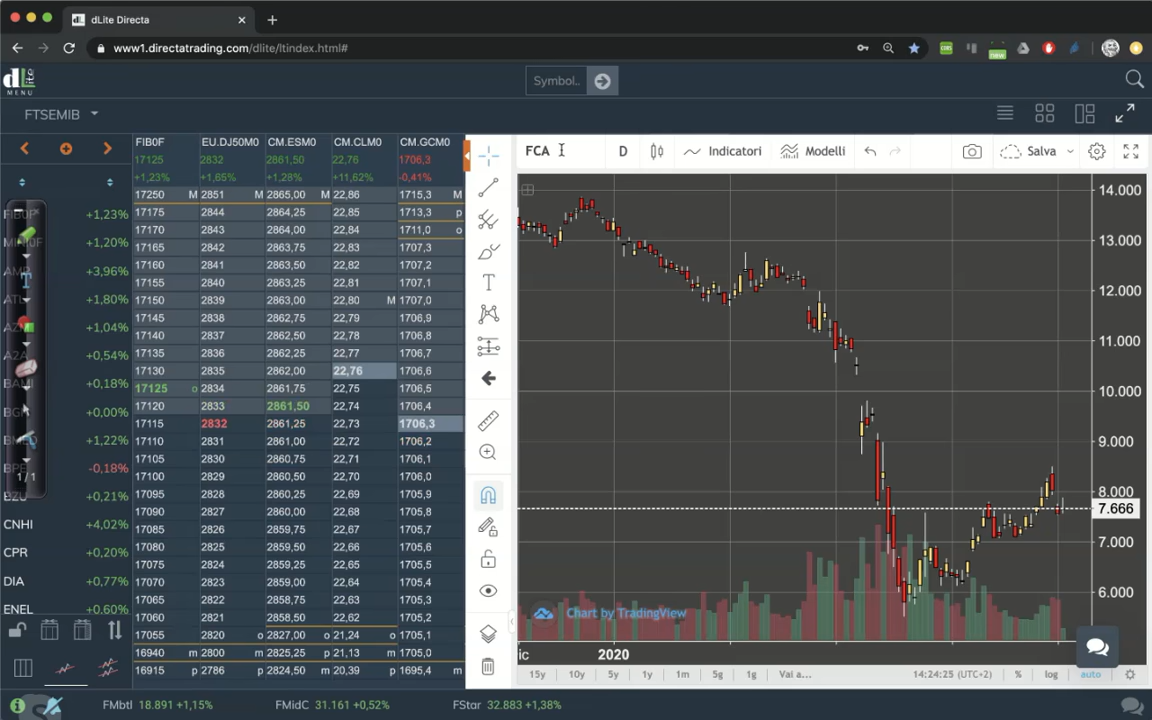 dLite Directa
www1.directatrading.com/dlite/ltindex.html#
new
dL
MENU
Symbol..
FTSEMIB
FIB0F EU.DJ50M0 CM.ESM0 CM.CLM0 CM.GCM0
17125 2832 2861,50 22,76 1706,3
+1,23% +1,65% +1,28% +11,62% -0,41%
17250 M 2851 2865,00 M 22,86 1715,3 M
17175 2844 2864,25 22,85 1713,3 p
17170 2843 2864,00 22,84 1711,0 o
17165 2842 2863,75 22,83 1707,3
17160 2841 2863,50 22,82 1707,2
17155 2840 2863,25 22,81 1707,1
17150 2839 2863,00 22,80 M 1707,0
17145 2838 2862,75 22,79 1706,9
17140 2837 2862,50 22,78 1706,8
17135 2836 2862,25 22,77 1706,7
17130 2835 2862,00 22,76 1706,6
17125 o 2834 2861,75 22,75 1706,5
17120 2833 2861,50 22,74 1706,4
17115 2832 2861,25 22,73 1706,3
17110 2831 2861,00 22,72 1706,2
17105 2830 2860,75 22,71 1706,1
17100 2829 2860,50 22,70 1706,0
17095 2828 2860,25 22,69 1705,9
17090 2827 2860,00 22,68 1705,8
17085 2826 2859,75 22,67 1705,7
17080 2825 2859,50 22,66 1705,6
17075 2824 2859,25 22,65 1705,5
17070 2823 2859,00 22,64 1705,4
17065 2822 2858,75 22,63 1705,3
17060 2821 2858,50 22,62 1705,2
17055 2820 o 2827,00 o 21,24 o 1705,1
16940 m 2800 m 2825,25 p 21,13 m 1705,0
16915 p 2786 p 2824,50 m 20,39 p 1695,4 m
+1,23%
+1,20%
+3,96%
+1,80%
+1,04%
A2A +0,54%
+0,18%
+0,00%
+1,22%
-0,18%
BZU +0,21%
CNHI +4,02%
CPR +0,20%
DIA +0,77%
ENEL +0,60%
1/1
FCA D Indicatori Modelli Salva
14.000
13.000
12.000
11.000
10.000
9.000
8.000
7.666
7.000
6.000
Chart by TradingView
ic 2020
15y 10y 5y 1y 1m 5g 1g Vai a... 14:24:25 (UTC+2) % log auto
FMbtl 18.891 +1,15% FMidC 31.161 +0,52% FStar 32.883 +1,38%